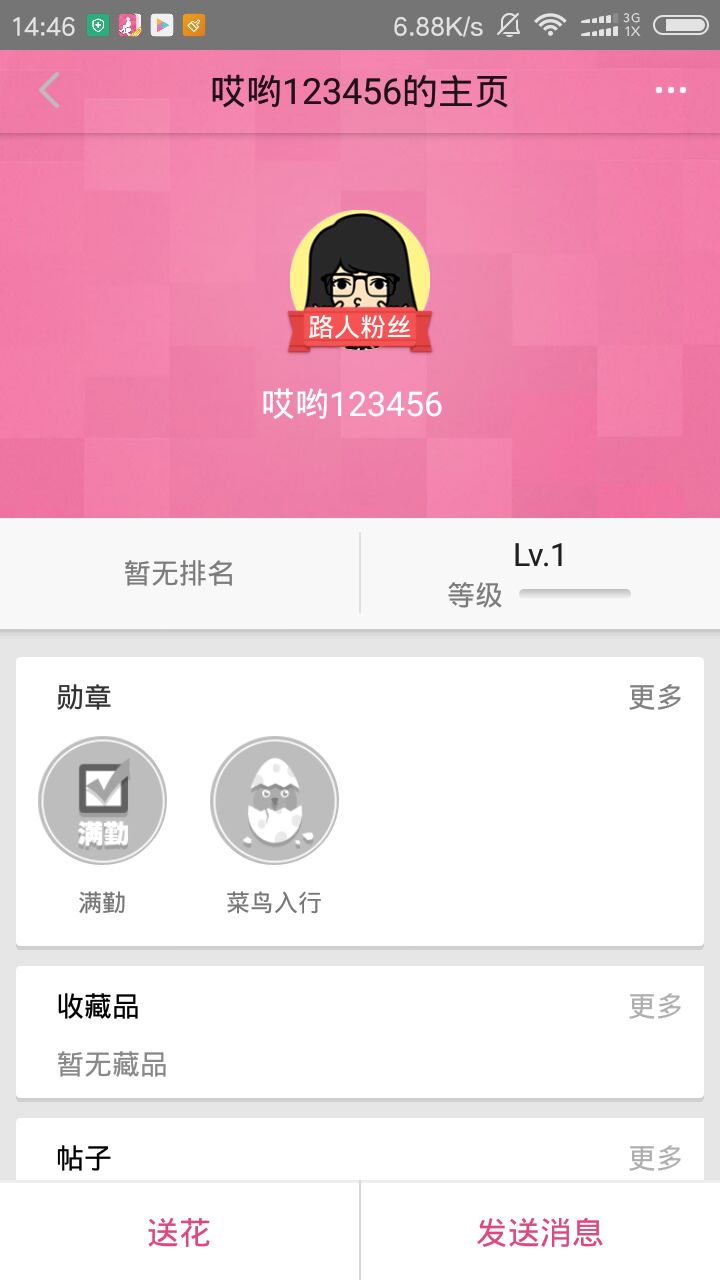 14:46 6.88K/s 3G 1X
哎哟123456的主页
路人粉丝
哎哟123456
暂无排名
Lv.1
等级
勋章 更多
满勤
满勤 菜鸟入行
收藏品 更多
暂无藏品
帖子 更多
送花 发送消息